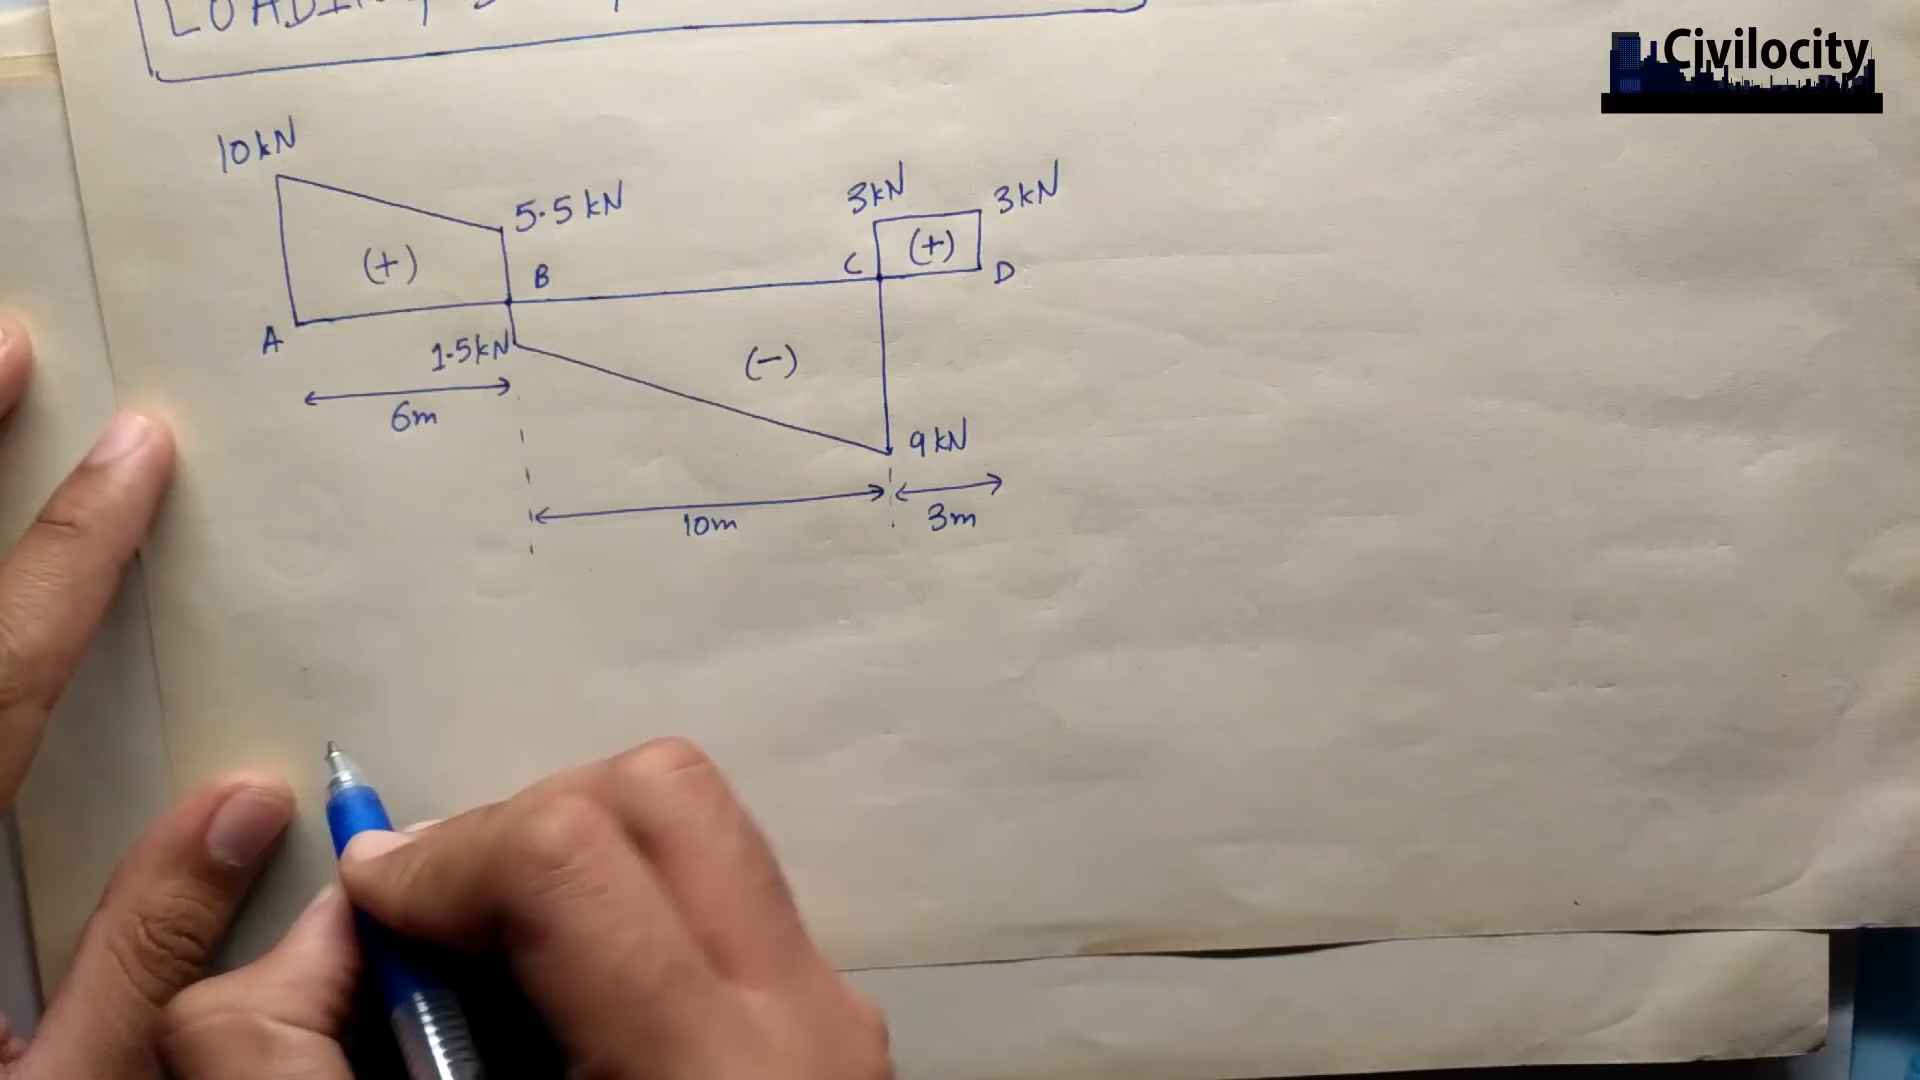 Civilocity
10kN
5.5 kN
3kN
3kN
(+)
(+)
B
C
D
A
1.5kN
(-)
6m
9kN
10m
3m